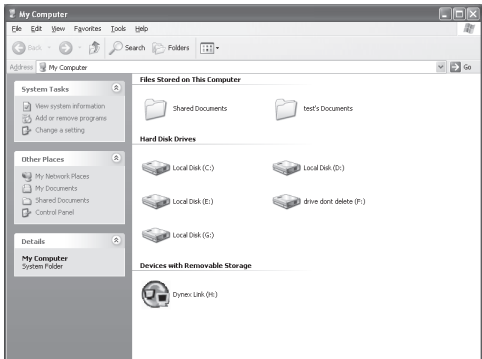 My Computer
File Edit View Favorites Tools Help
Back Search Folders
Address My Computer Go
System Tasks
View system information
Add or remove programs
Change a setting
Other Places
My Network Places
My Documents
Shared Documents
Control Panel
Details
My Computer
System Folder
Files Stored on This Computer
Shared Documents test's Documents
Hard Disk Drives
Local Disk (C:) Local Disk (D:)
Local Disk (E:) drive dont delete (F:)
Local Disk (G:)
Devices with Removable Storage
Dynex Link (H:)